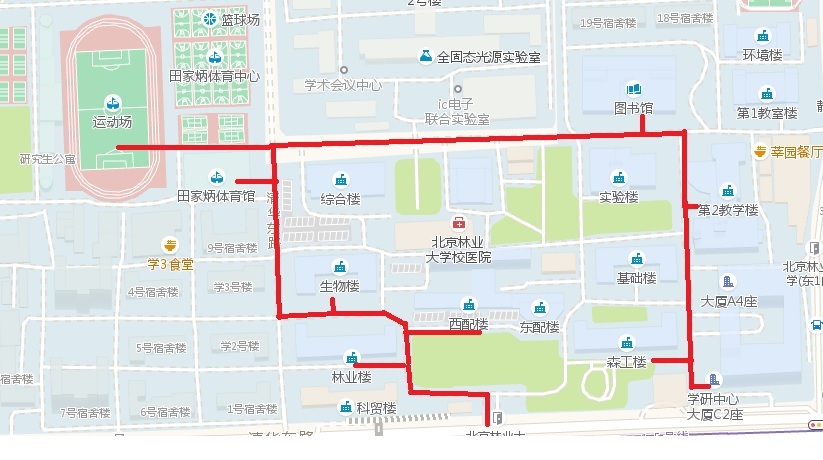 2号楼
19号宿舍楼
18号宿舍楼
篮球场
环境楼
全国态光源实验室
田家炳体育中心
学术会议中心
图书馆
ic电子
联合实验室
第1教室楼
运动场
莘园餐厅
研究生公寓
田家炳体育馆
综合楼
实验楼
第2教学楼
清华东路
北京林业
大学校医院
9号宿舍楼
学3食堂
基础楼
北京林业
学(东1
4号宿舍楼
学3号楼
生物楼
大厦A4座
西配楼
东配楼
5号宿舍楼
学2号楼
森工楼
宿舍楼
林业楼
学研中心
大厦C2座
7号宿舍楼
6号宿舍楼
1号宿舍楼
科贸楼
清华东路
北京林业大